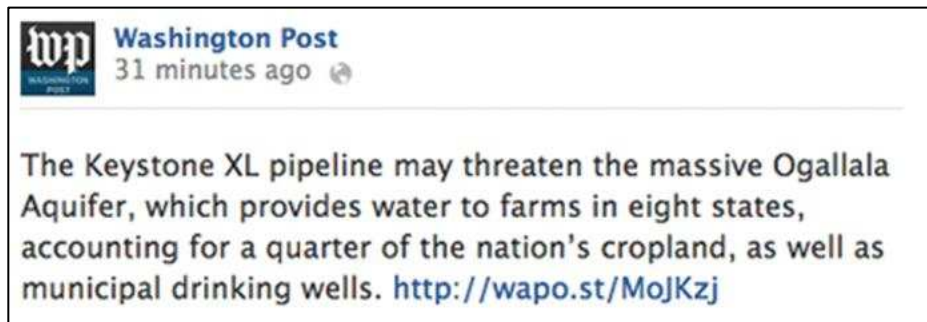 wp
WASHINGTON
POST
Washington Post
31 minutes ago
The Keystone XL pipeline may threaten the massive Ogallala
Aquifer, which provides water to farms in eight states,
accounting for a quarter of the nation's cropland, as well as
municipal drinking wells. http://wapo.st/MoJKzj